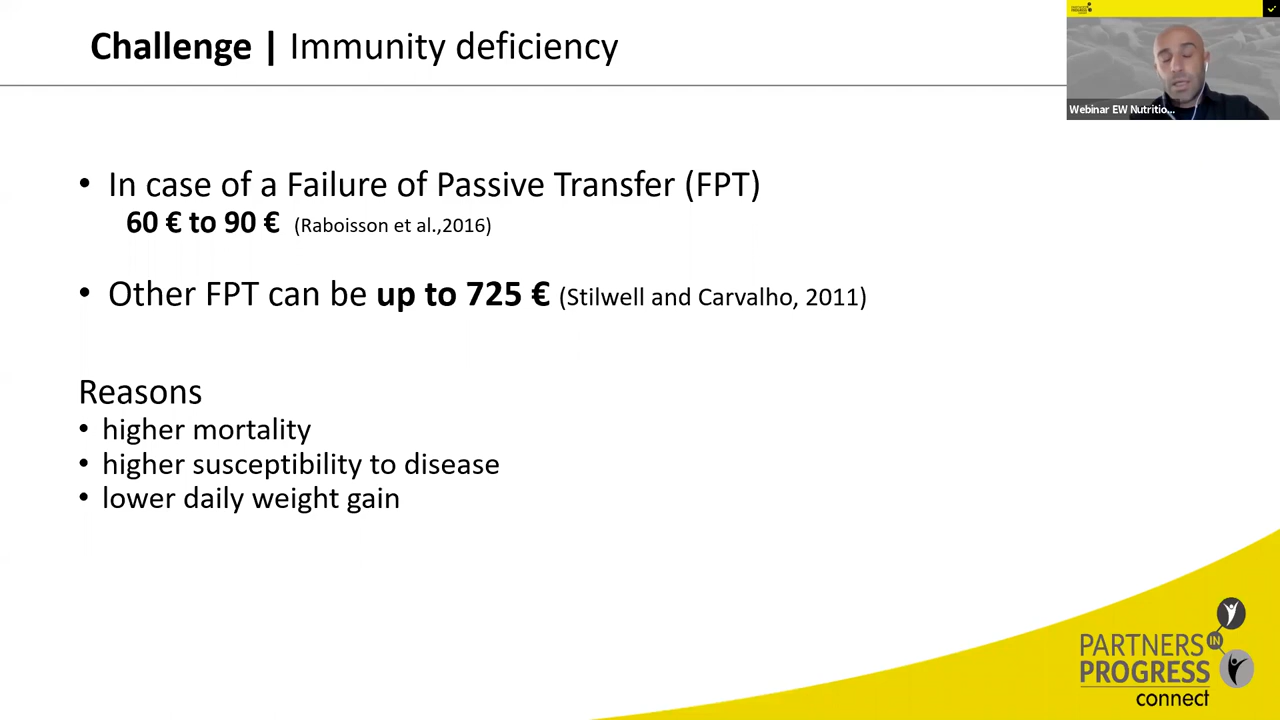 Challenge | Immunity deficiency
Webinar EW Nutritio...
• In case of a Failure of Passive Transfer (FPT)
60 € to 90 € (Raboisson et al.,2016)
• Other FPT can be up to 725 € (Stilwell and Carvalho, 2011)
Reasons
• higher mortality
• higher susceptibility to disease
• lower daily weight gain
PARTNERS IN
PROGRESS
connect